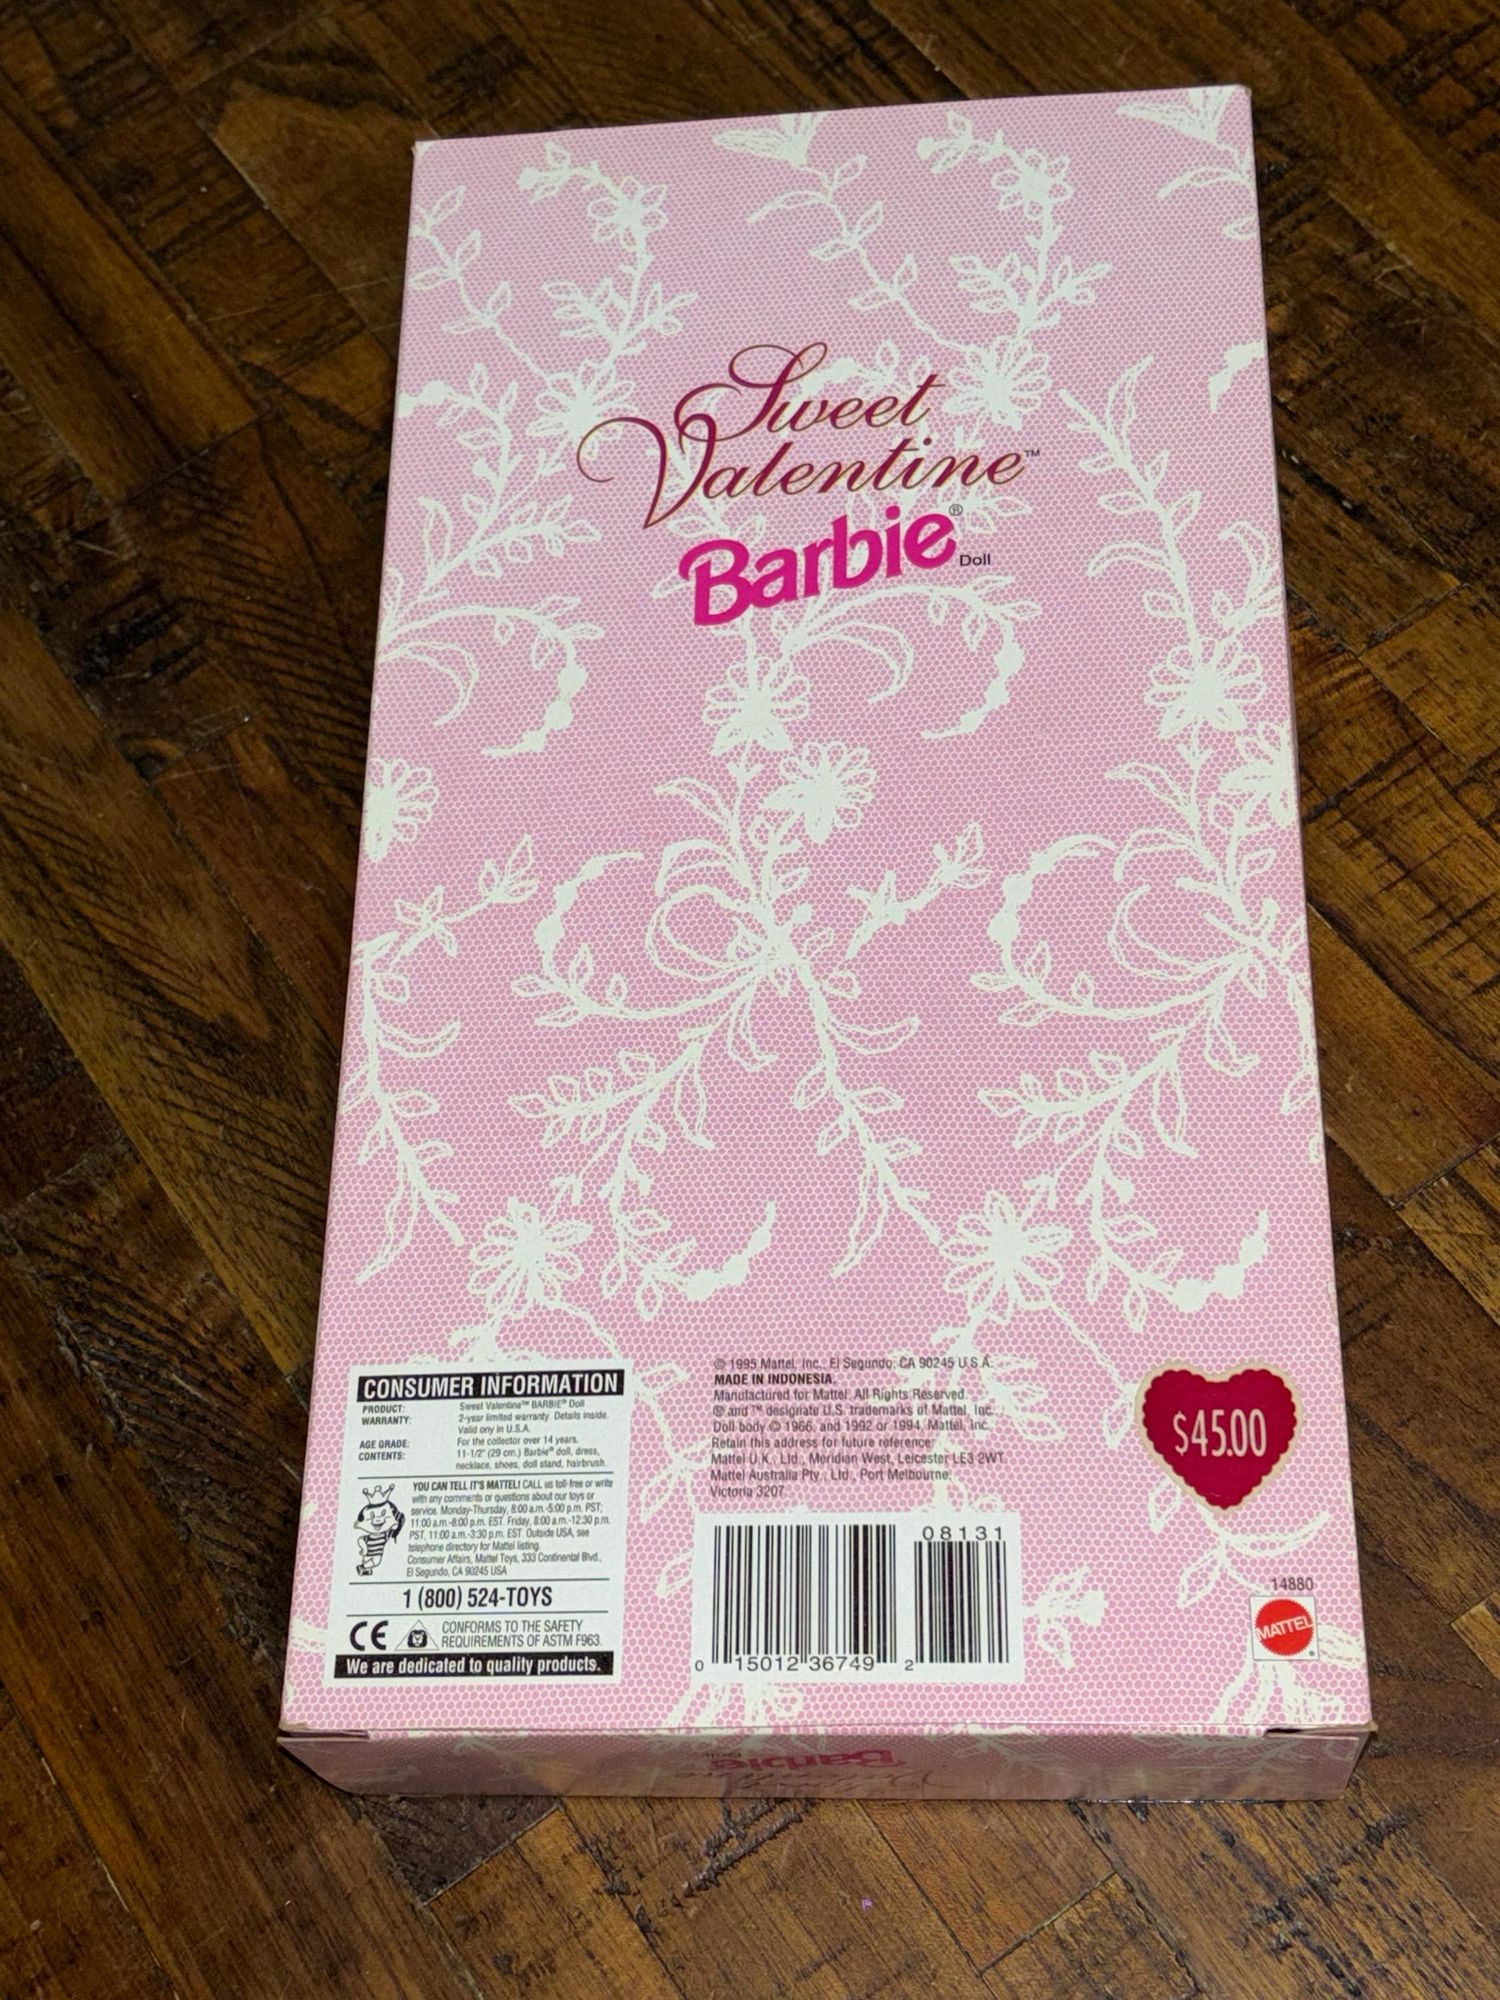 Sweet
Valentine™
Barbie® Doll
CONSUMER INFORMATION
PRODUCT: Sweet Valentine™ BARBIE® Doll
WARRANTY: 2-year limited warranty. Details inside.
Valid ony in U.S.A.
AGE GRADE: For the collector over 14 years.
CONTENTS: 11-1/2" (29 cm.) Barbie® doll, dress,
necklace, shoes, doll stand, hairbrush.
YOU CAN TELL IT'S MATTEL! CALL us toll-free or write
with any comments or questions about our toys or
service. Monday-Thursday, 8:00 a.m.-5:00 p.m. PST;
11:00 a.m.-8:00 p.m. EST. Friday, 8:00 a.m.-12:30 p.m.
PST, 11:00 a.m.-3:30 p.m. EST. Outside USA, see
telephone directory for Mattel listing.
Consumer Affairs, Mattel Toys, 333 Continental Blvd.,
El Segundo, CA 90245 USA
1 (800) 524-TOYS
CE
CONFORMS TO THE SAFETY
REQUIREMENTS OF ASTM F963.
We are dedicated to quality products.
© 1995 Mattel, Inc., El Segundo, CA 90245 U.S.A.
MADE IN INDONESIA.
Manufactured for Mattel. All Rights Reserved.
® and ™ designate U.S. trademarks of Mattel, Inc.
Doll body © 1966, and 1992 or 1994, Mattel, Inc.
Retain this address for future reference:
Mattel U.K., Ltd., Meridian West, Leicester LE3 2WT.
Mattel Australia Pty., Ltd., Port Melbourne,
Victoria 3207.
$45.00
08131
0 15012 36749 2
14880
MATTEL®
Barbie Doll